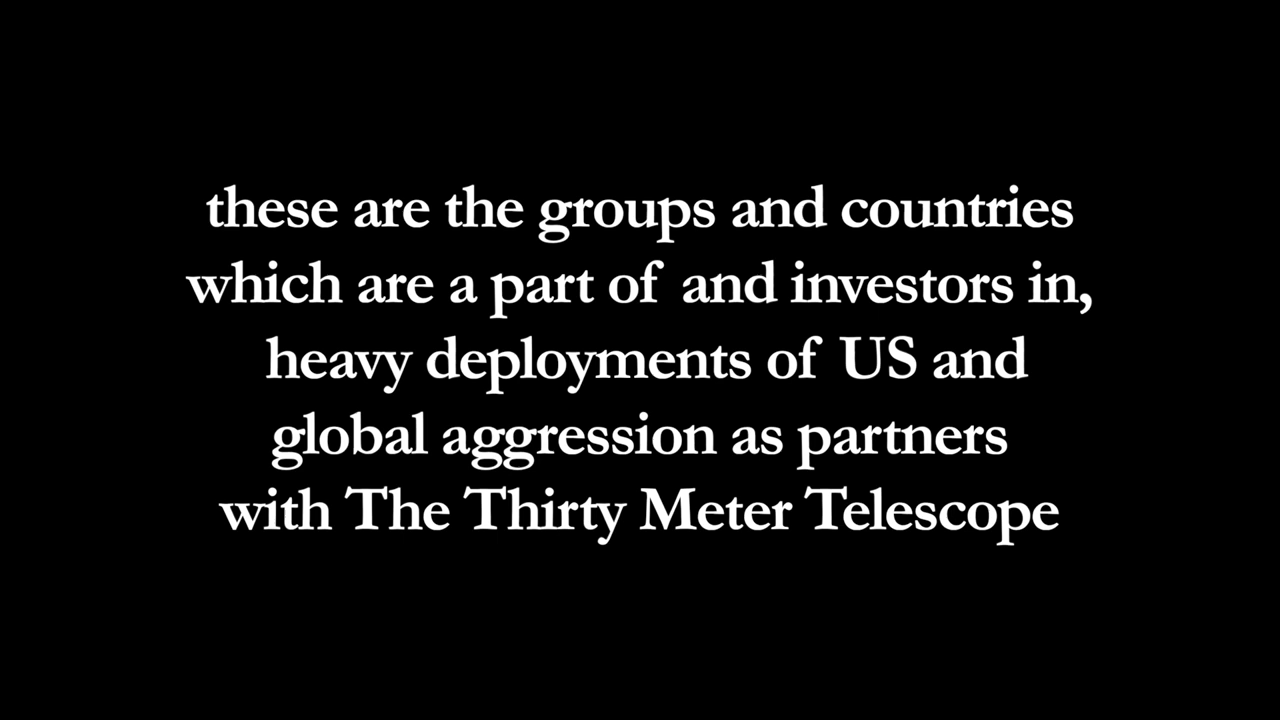 these are the groups and countries
which are a part of and investors in,
heavy deployments of US and
global aggression as partners
with The Thirty Meter Telescope